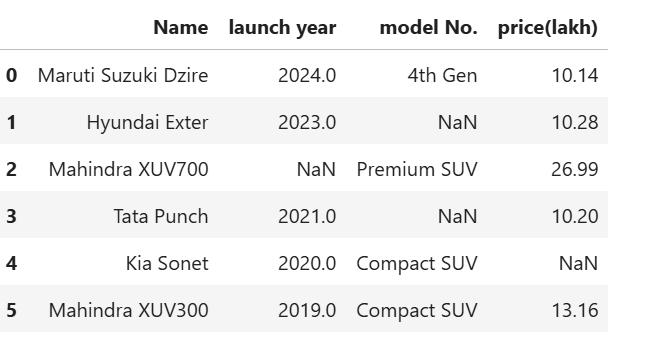 Name launch year model No. price(lakh)
0 Maruti Suzuki Dzire 2024.0 4th Gen 10.14
1 Hyundai Exter 2023.0 NaN 10.28
2 Mahindra XUV700 NaN Premium SUV 26.99
3 Tata Punch 2021.0 NaN 10.20
4 Kia Sonet 2020.0 Compact SUV NaN
5 Mahindra XUV300 2019.0 Compact SUV 13.16